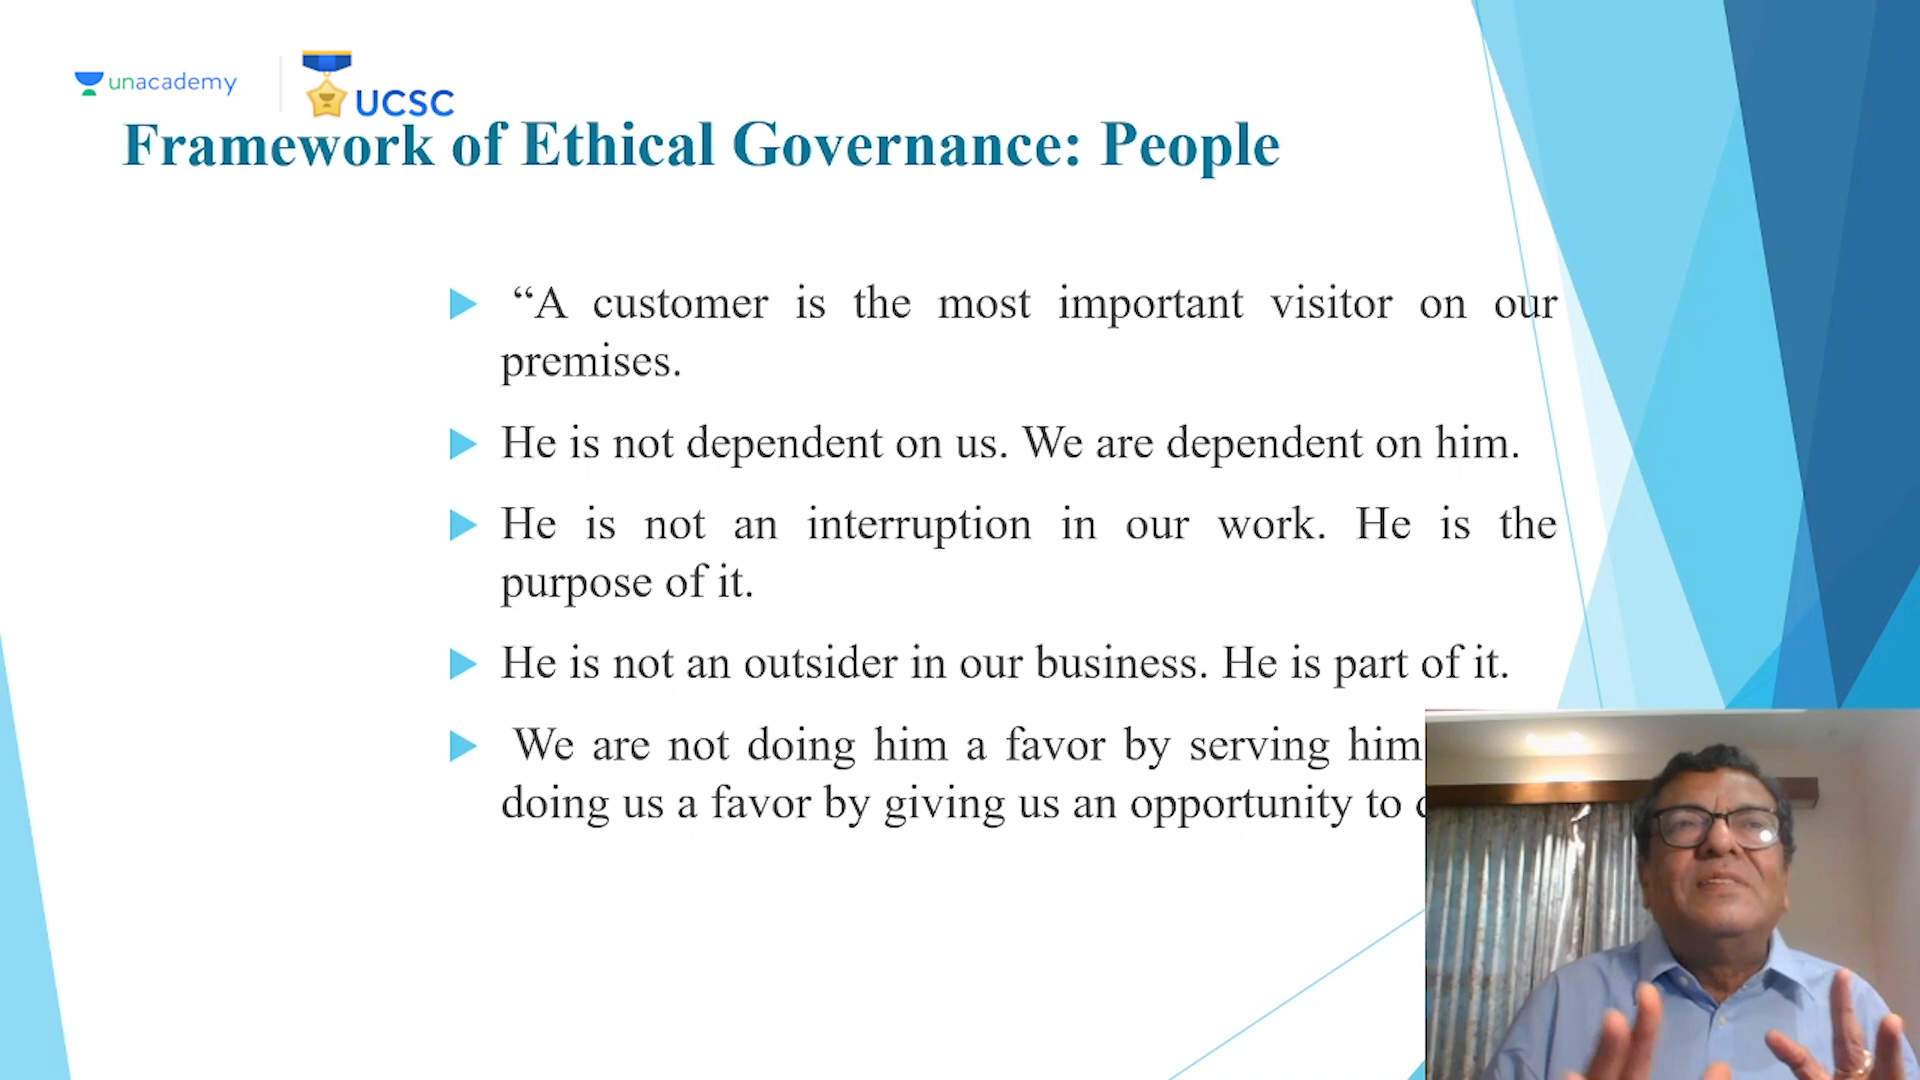 unacademy
UCSC
Framework of Ethical Governance: People
“A customer is the most important visitor on our
premises.
He is not dependent on us. We are dependent on him.
He is not an interruption in our work. He is the
purpose of it.
He is not an outsider in our business. He is part of it.
We are not doing him a favor by serving him
doing us a favor by giving us an opportunity to